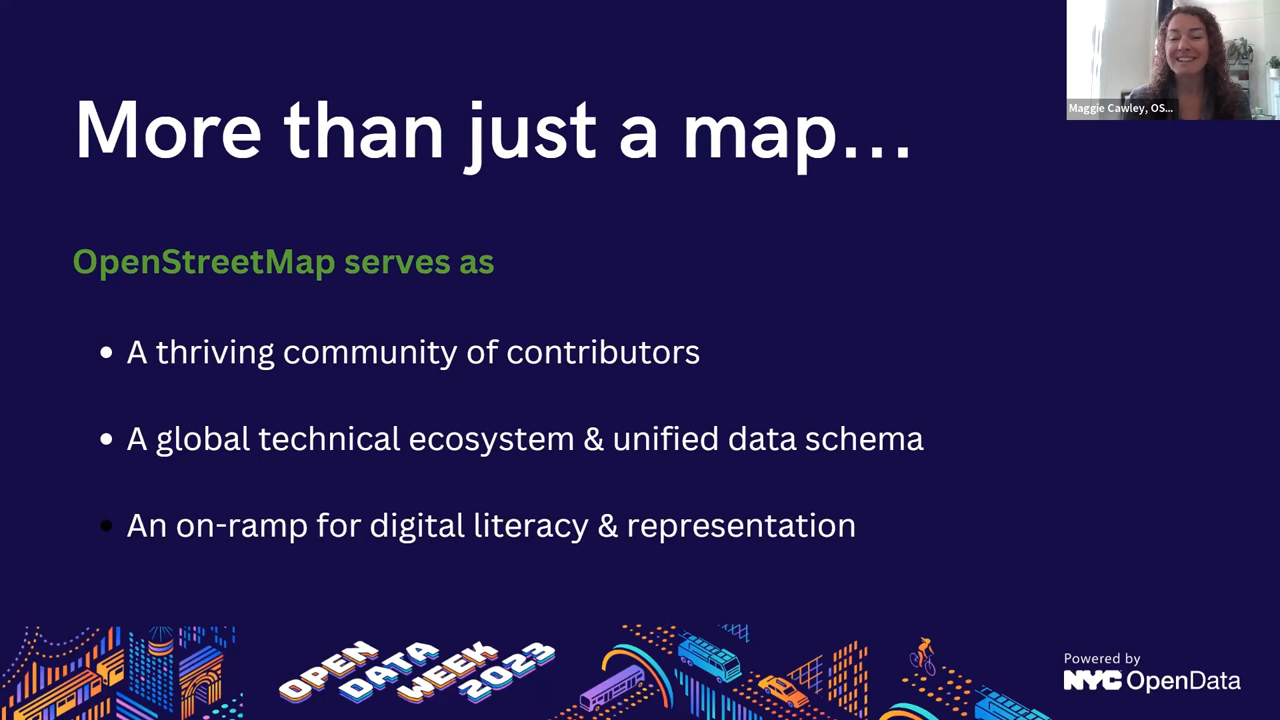 Maggie Cawley, OS...
More than just a map...
OpenStreetMap serves as
• A thriving community of contributors
• A global technical ecosystem & unified data schema
• An on-ramp for digital literacy & representation
OPEN
DATA
WEEK
2023
Powered by
NYC OpenData